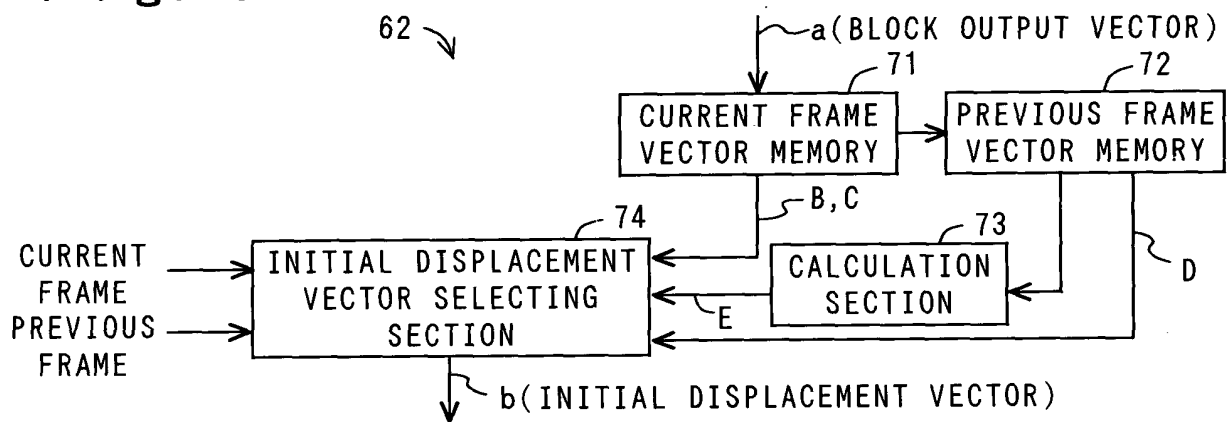 62
a(BLOCK OUTPUT VECTOR)
71
72
CURRENT FRAME
VECTOR MEMORY
PREVIOUS FRAME
VECTOR MEMORY
B,C
74
73
D
CURRENT
FRAME
PREVIOUS
FRAME
INITIAL DISPLACEMENT
VECTOR SELECTING
SECTION
CALCULATION
SECTION
E
b(INITIAL DISPLACEMENT VECTOR)